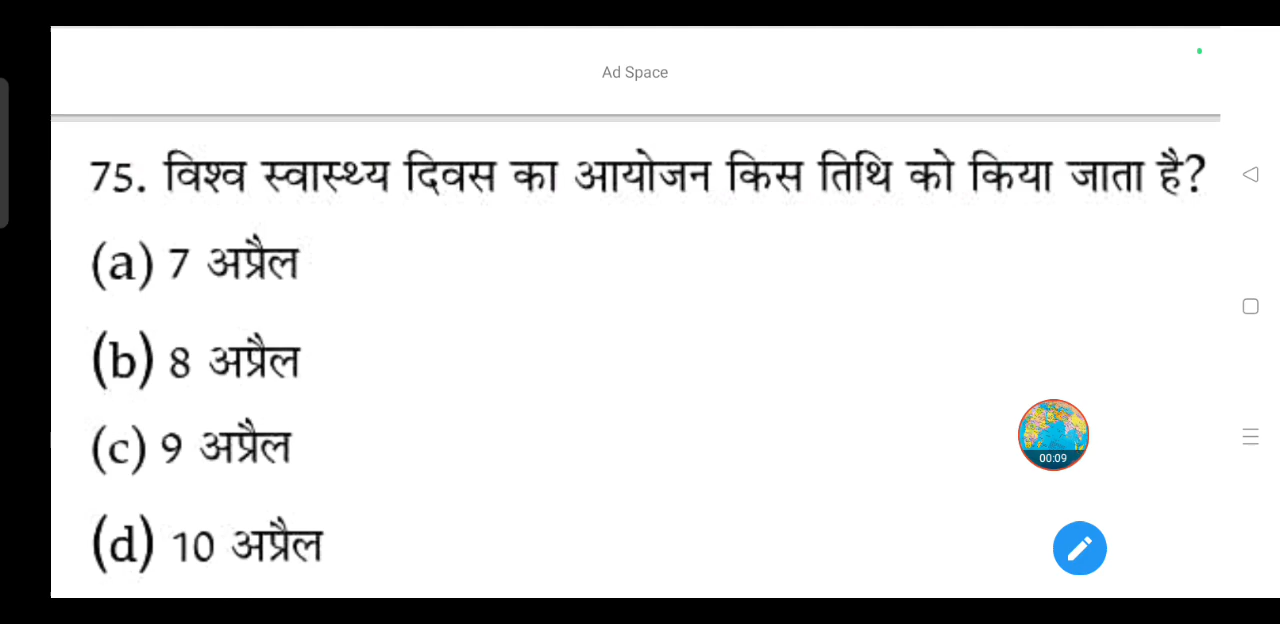 Ad Space
75. विश्व स्वास्थ्य दिवस का आयोजन किस तिथि को किया जाता है?
(a) 7 अप्रैल
(b) 8 अप्रैल
(c) 9 अप्रैल
00:09
(d) 10 अप्रैल